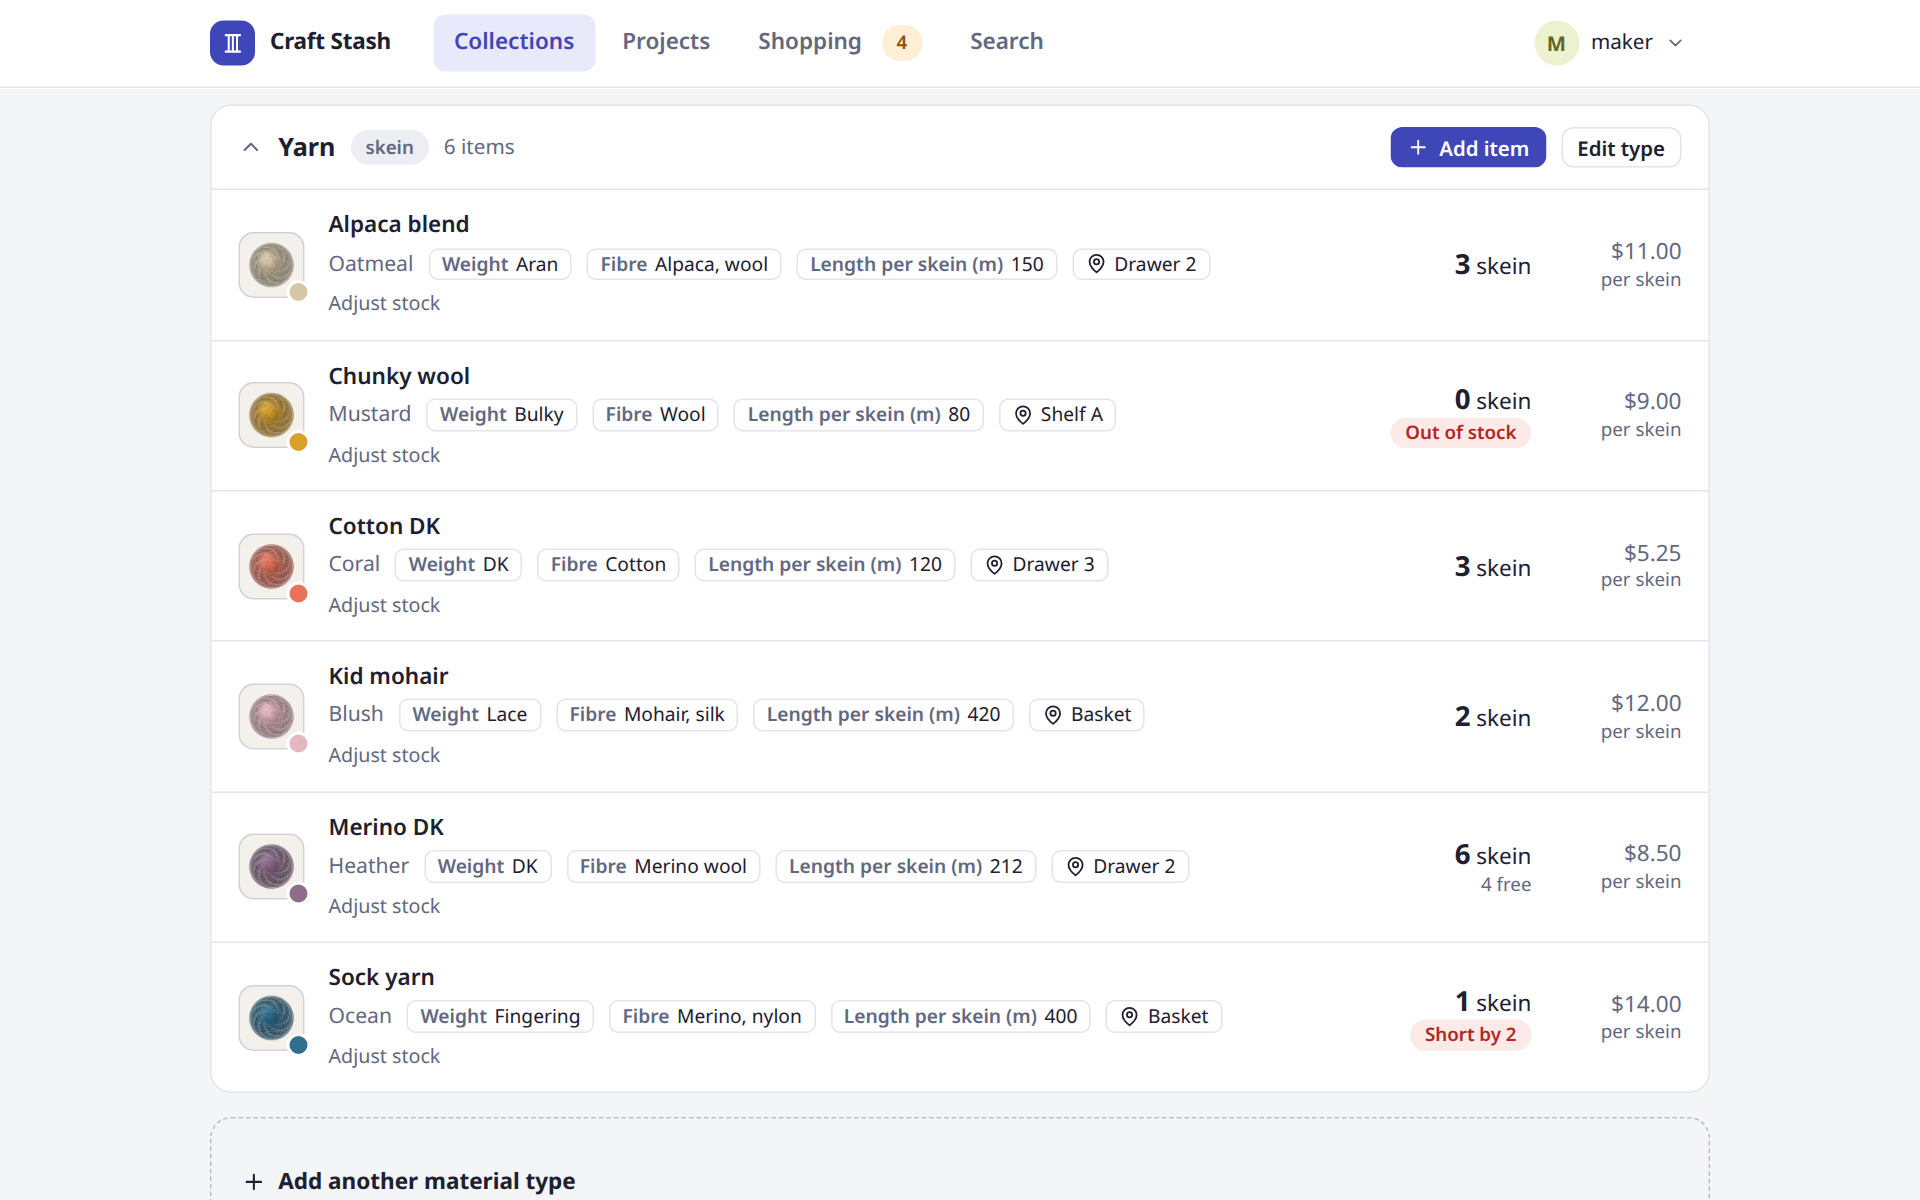 Craft Stash Collections Projects Shopping 4 Search M maker
Yarn skein 6 items Add item Edit type
Alpaca blend
Oatmeal Weight Aran Fibre Alpaca, wool Length per skein (m) 150 Drawer 2
Adjust stock
3 skein
$11.00
per skein
Chunky wool
Mustard Weight Bulky Fibre Wool Length per skein (m) 80 Shelf A
Adjust stock
0 skein
Out of stock
$9.00
per skein
Cotton DK
Coral Weight DK Fibre Cotton Length per skein (m) 120 Drawer 3
Adjust stock
3 skein
$5.25
per skein
Kid mohair
Blush Weight Lace Fibre Mohair, silk Length per skein (m) 420 Basket
Adjust stock
2 skein
$12.00
per skein
Merino DK
Heather Weight DK Fibre Merino wool Length per skein (m) 212 Drawer 2
Adjust stock
6 skein
4 free
$8.50
per skein
Sock yarn
Ocean Weight Fingering Fibre Merino, nylon Length per skein (m) 400 Basket
Adjust stock
1 skein
Short by 2
$14.00
per skein
Add another material type